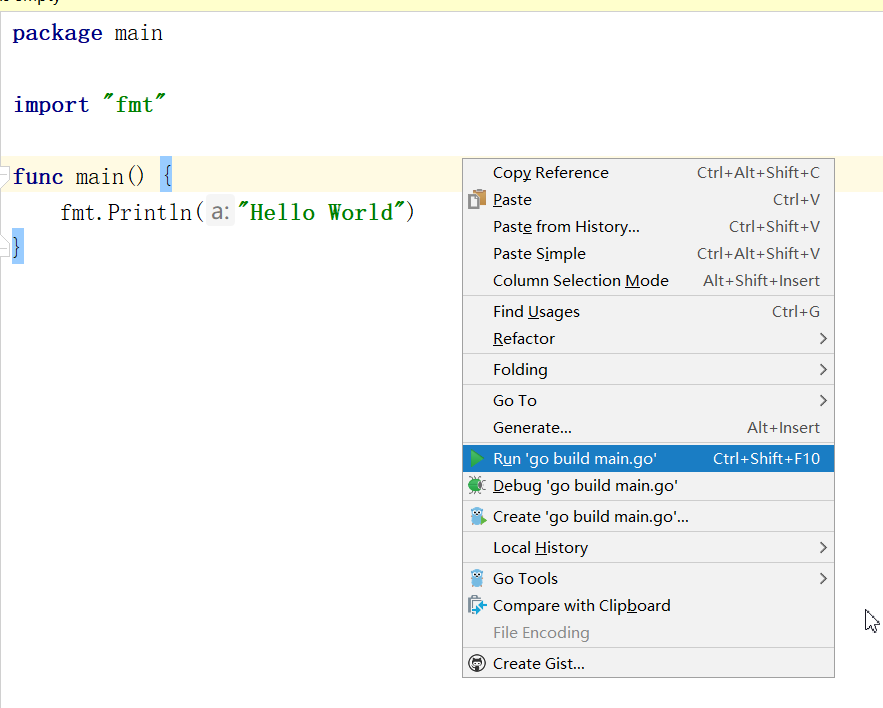 package main
import "fmt"
func main() {
fmt.Println( a: "Hello World")
}
Copy Reference Ctrl+Alt+Shift+C
Paste Ctrl+V
Paste from History... Ctrl+Shift+V
Paste Simple Ctrl+Alt+Shift+V
Column Selection Mode Alt+Shift+Insert
Find Usages Ctrl+G
Refactor
Folding
Go To
Generate... Alt+Insert
Run 'go build main.go' Ctrl+Shift+F10
Debug 'go build main.go'
Create 'go build main.go'...
Local History
Go Tools
Compare with Clipboard
File Encoding
Create Gist...